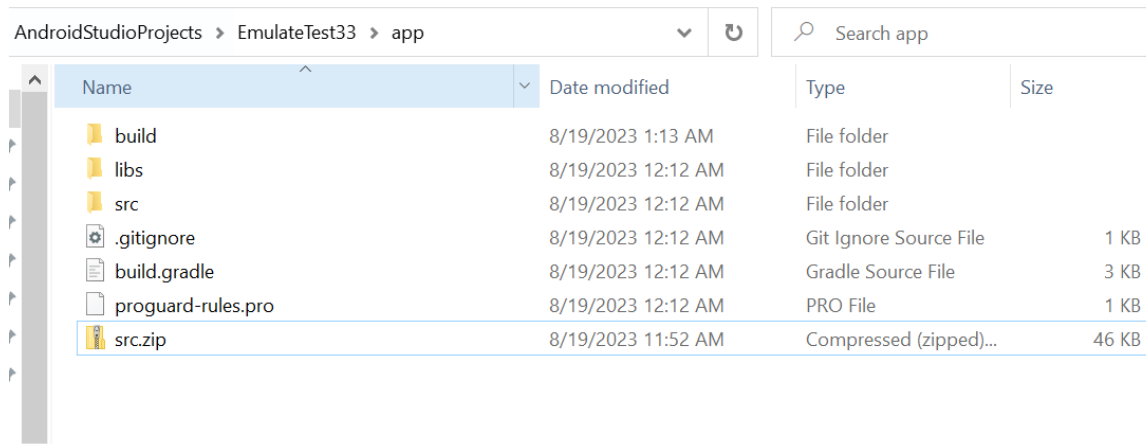 AndroidStudioProjects > EmulateTest33 > app Search app
Name Date modified Type Size
build 8/19/2023 1:13 AM File folder
libs 8/19/2023 12:12 AM File folder
src 8/19/2023 12:12 AM File folder
.gitignore 8/19/2023 12:12 AM Git Ignore Source File 1 KB
build.gradle 8/19/2023 12:12 AM Gradle Source File 3 KB
proguard-rules.pro 8/19/2023 12:12 AM PRO File 1 KB
src.zip 8/19/2023 11:52 AM Compressed (zipped)... 46 KB